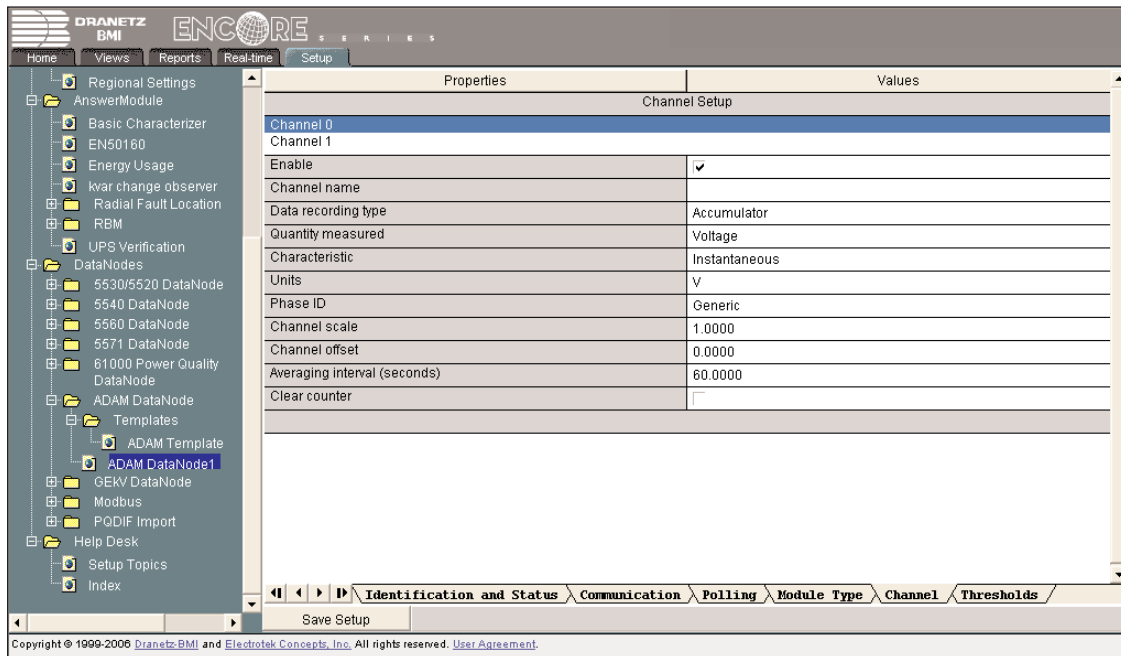 DRANETZ
BMI
ENCORE SERIES
Home Views Reports Real-time Setup
Regional Settings
AnswerModule
Basic Characterizer
EN50160
Energy Usage
kvar change observer
Radial Fault Location
RBM
UPS Verification
DataNodes
5530/5520 DataNode
5540 DataNode
5560 DataNode
5571 DataNode
61000 Power Quality
DataNode
ADAM DataNode
Templates
ADAM Template
ADAM DataNode1
GEkV DataNode
Modbus
PQDIF Import
Help Desk
Setup Topics
Index
Properties Values
Channel Setup
Channel 0
Channel 1
Enable
Channel name
Data recording type Accumulator
Quantity measured Voltage
Characteristic Instantaneous
Units V
Phase ID Generic
Channel scale 1.0000
Channel offset 0.0000
Averaging interval (seconds) 60.0000
Clear counter
Identification and Status Communication Polling Module Type Channel Thresholds
Save Setup
Copyright © 1999-2006 Dranetz-BMI and Electrotek Concepts, Inc. All rights reserved. User Agreement.